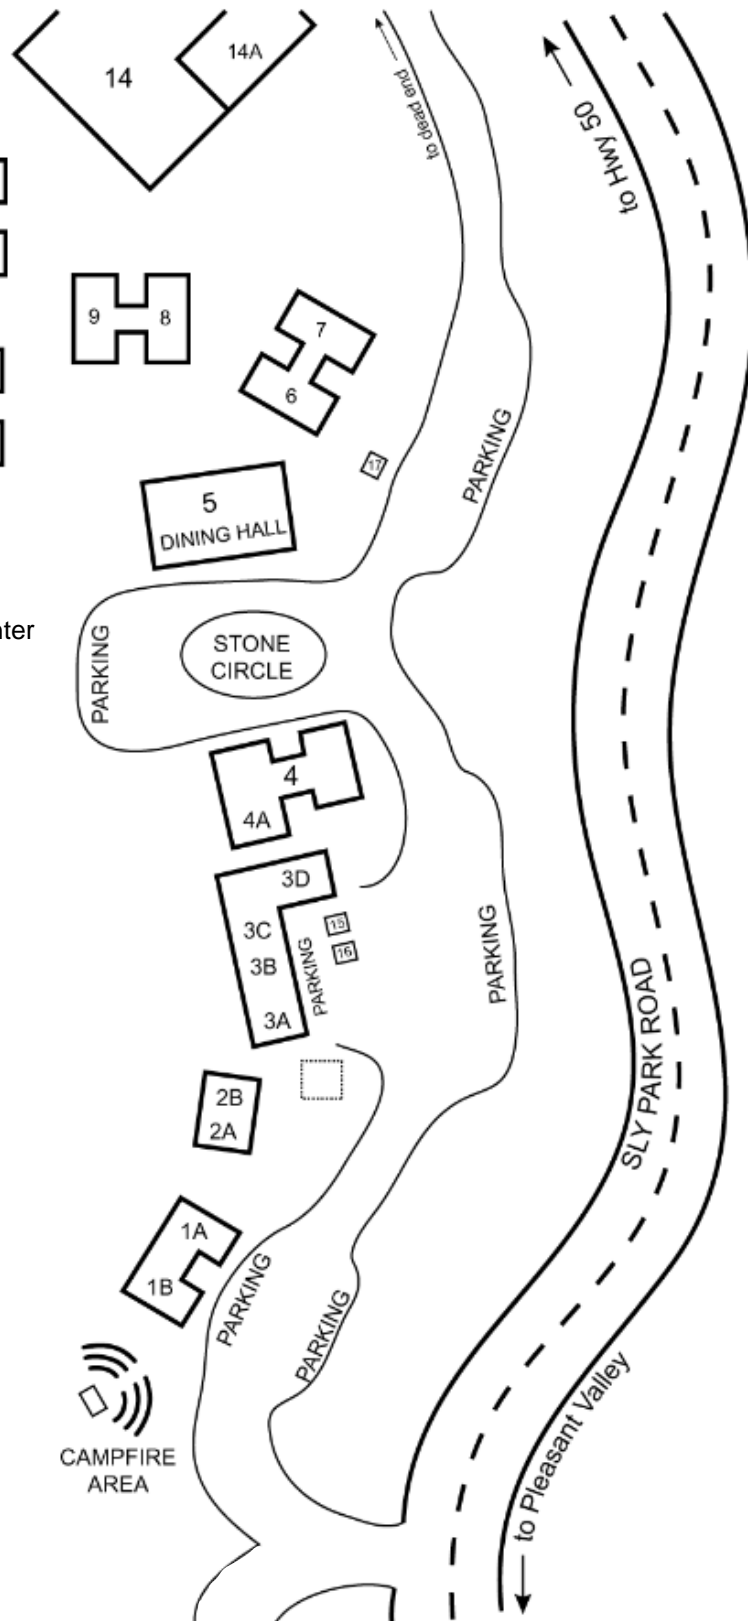 14
14A
to dead end
to Hwy 50
9
8
7
6
17
PARKING
5
DINING HALL
nter
PARKING
STONE
CIRCLE
4
4A
3D
3C
3B
3A
15
16
PARKING
PARKING
SLY PARK ROAD
2B
2A
1A
1B
PARKING
PARKING
CAMPFIRE
AREA
to Pleasant Valley